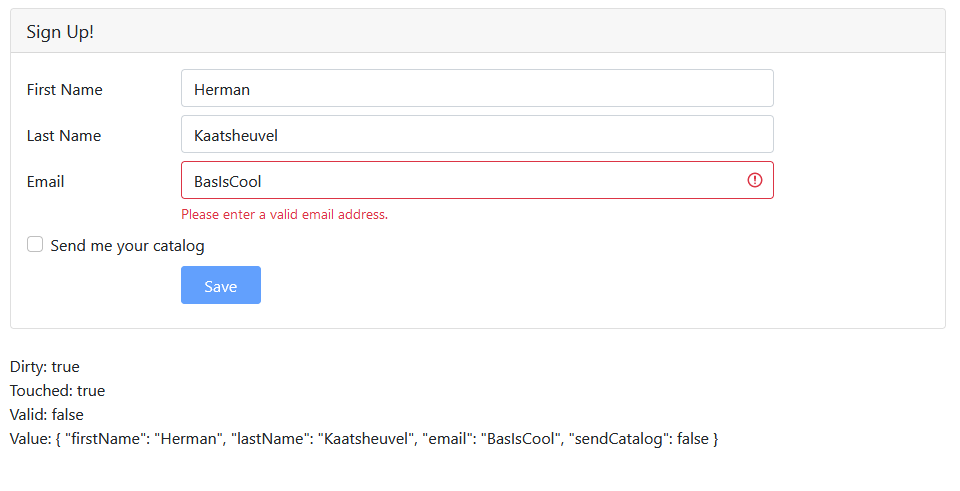 Sign Up!
First Name
Herman
Last Name
Kaatsheuvel
Email
BasIsCool
Please enter a valid email address.
Send me your catalog
Save
Dirty: true
Touched: true
Valid: false
Value: { "firstName": "Herman", "lastName": "Kaatsheuvel", "email": "BasIsCool", "sendCatalog": false }